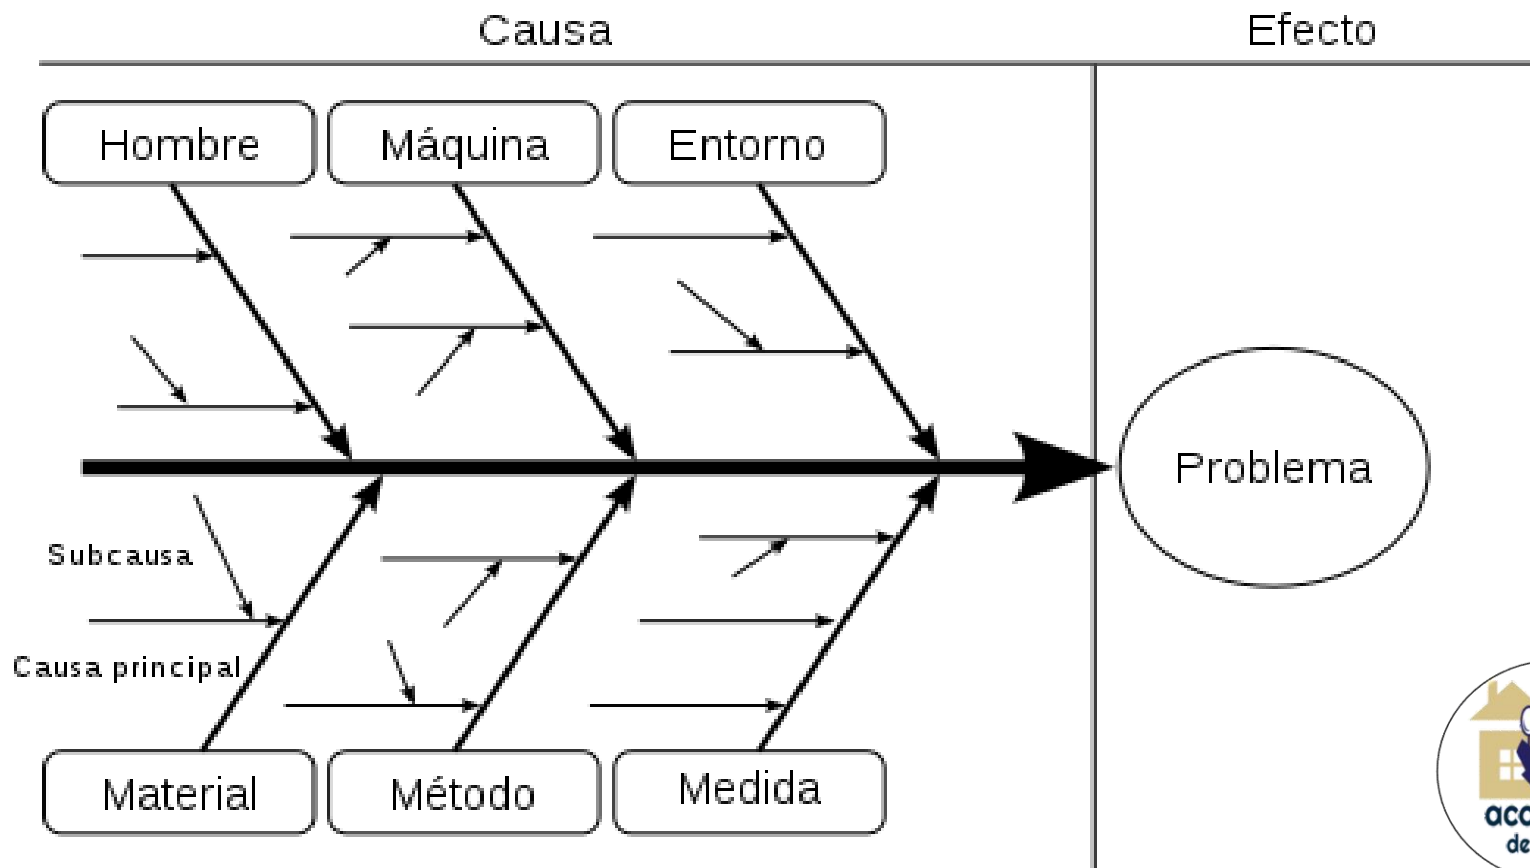 Causa
Efecto
Hombre
Máquina
Entorno
Problema
Subcausa
Causa principal
Material
Método
Medida